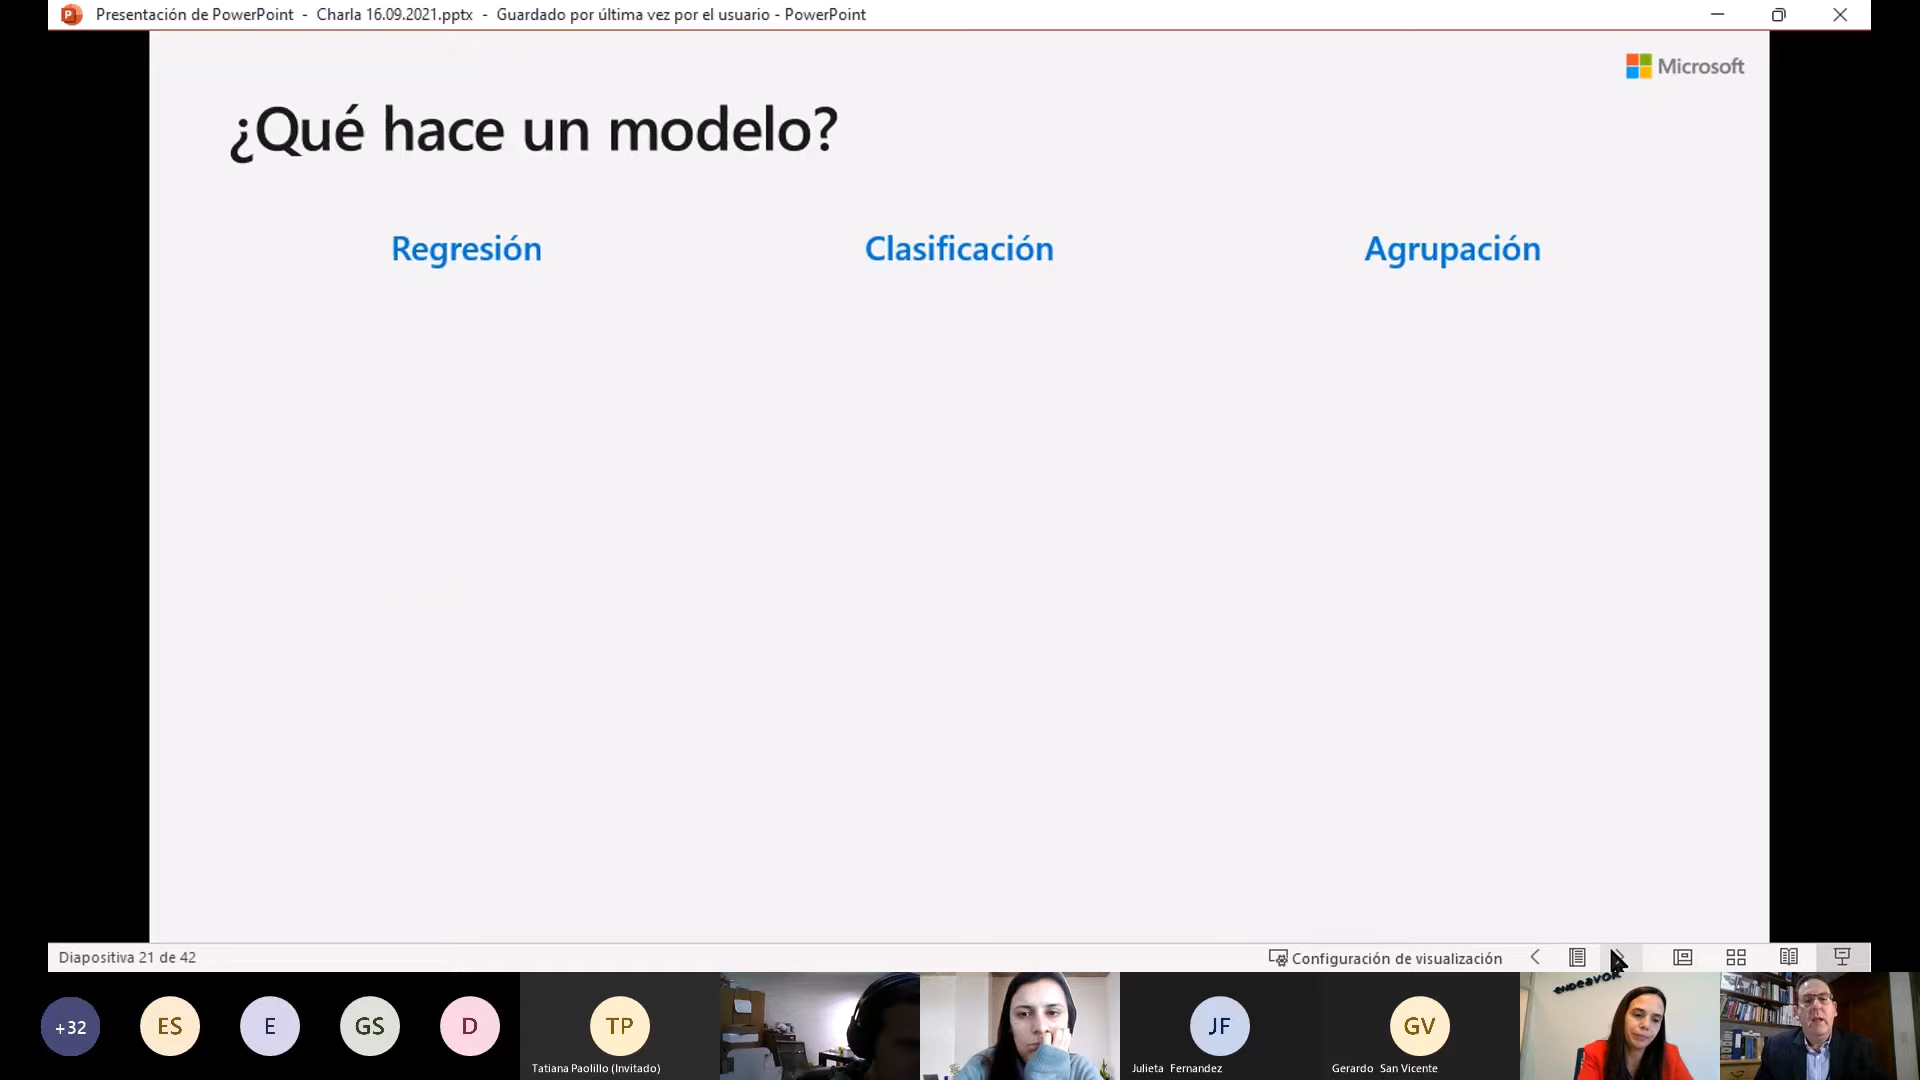 Presentación de PowerPoint - Charla 16.09.2021.pptx - Guardado por última vez por el usuario - PowerPoint
Microsoft
¿Qué hace un modelo?
Regresión
Clasificación
Agrupación
Diapositiva 21 de 42
Configuración de visualización
endeavor
+32
ES
E
GS
D
TP
JF
GV
Tatiana Paolillo (Invitado)
Julieta Fernandez
Gerardo San Vicente